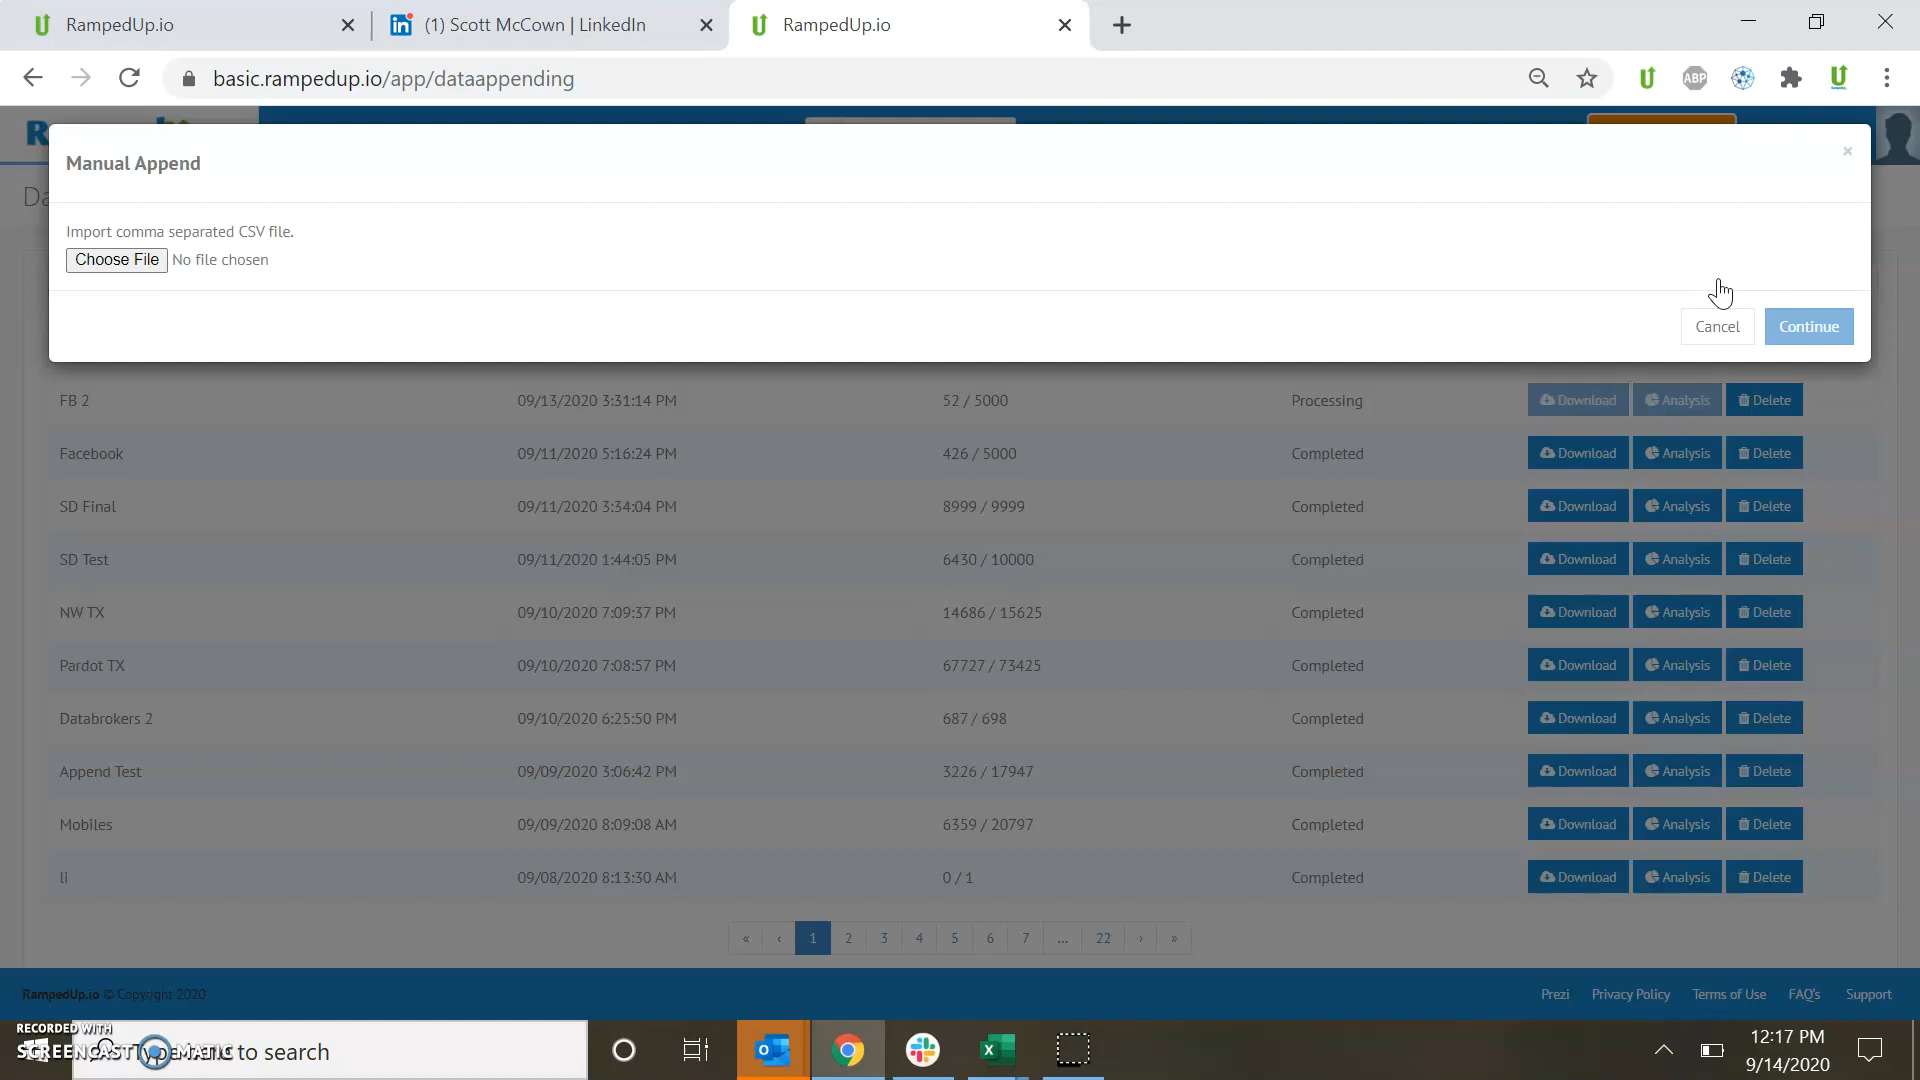 RampedUp.io
(1) Scott McCown | LinkedIn
RampedUp.io
basic.rampedup.io/app/dataappending
ABP
Manual Append
×
Import comma separated CSV file.
Choose File No file chosen
Cancel Continue
FB 2 09/13/2020 3:31:14 PM 52 / 5000 Processing Download Analysis Delete
Facebook 09/11/2020 5:16:24 PM 426 / 5000 Completed Download Analysis Delete
SD Final 09/11/2020 3:34:04 PM 8999 / 9999 Completed Download Analysis Delete
SD Test 09/11/2020 1:44:05 PM 6430 / 10000 Completed Download Analysis Delete
NW TX 09/10/2020 7:09:37 PM 14686 / 15625 Completed Download Analysis Delete
Pardot TX 09/10/2020 7:08:57 PM 67727 / 73425 Completed Download Analysis Delete
Databrokers 2 09/10/2020 6:25:50 PM 687 / 698 Completed Download Analysis Delete
Append Test 09/09/2020 3:06:42 PM 3226 / 17947 Completed Download Analysis Delete
Mobiles 09/09/2020 8:09:08 AM 6359 / 20797 Completed Download Analysis Delete
li 09/08/2020 8:13:30 AM 0 / 1 Completed Download Analysis Delete
« ‹ 1 2 3 4 5 6 7 ... 22 › »
RampedUp.io © Copyright 2020 Prezi Privacy Policy Terms of Use FAQ's Support
RECORDED WITH
SCREENCAST MATIC
to search
12:17 PM
9/14/2020